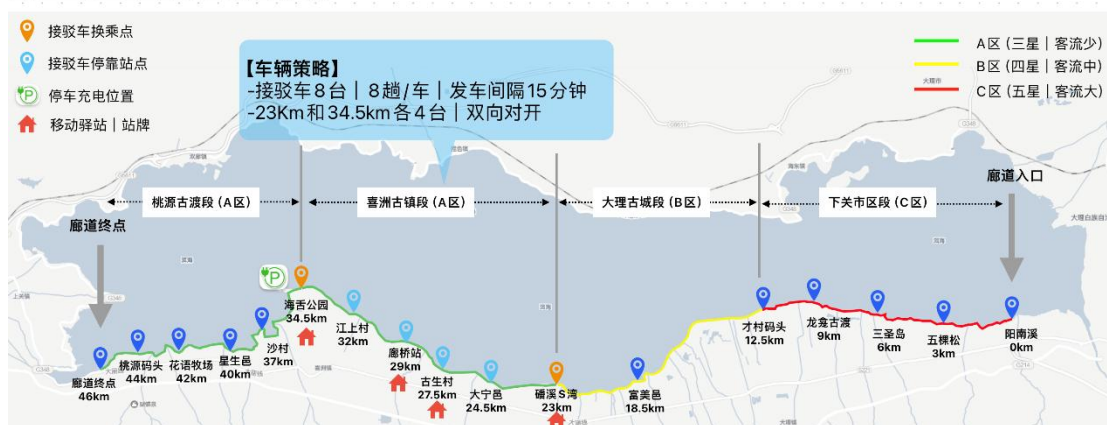 接驳车换乘点
接驳车停靠站点
停车充电位置
移动驿站｜站牌
【车辆策略】
-接驳车8台｜8趟/车｜发车间隔15分钟
-23Km和34.5km各4台｜双向对开
A区 (三星｜客流少)
B区 (四星｜客流中)
C区 (五星｜客流大)
桃源古渡段 (A区)
喜洲古镇段 (A区)
大理古城段 (B区)
下关市区段 (C区)
廊道终点
廊道入口
廊道终点
46km
桃源码头
44km
花语牧场
42km
星生邑
40km
沙村
37km
P
海舌公园
34.5km
江上村
32km
廊桥站
29km
古生村
27.5km
大宁邑
24.5km
磻溪S湾
23km
富美邑
18.5km
才村码头
12.5km
龙龛古渡
9km
三圣岛
6km
五棵松
3km
阳南溪
0km